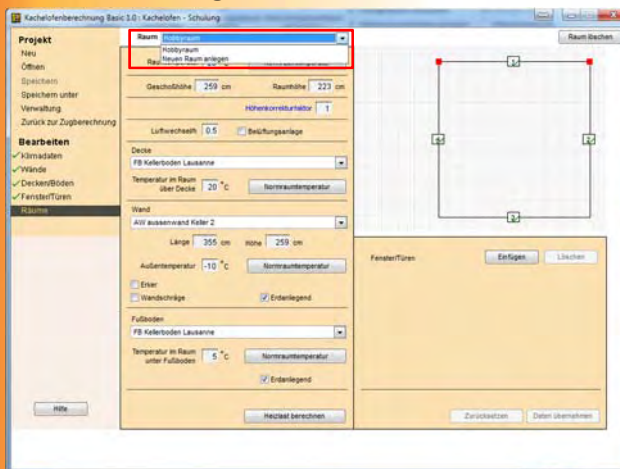 Kachelofenberechnung Basic 1.0 : Kachelofen - Schulung
Projekt
Neu
Öffnen
Speichern
Speichern unter
Verwaltung
Zurück zur Zugberechnung
Bearbeiten
Klimadaten
Wände
Decken/Böden
Fenster/Türen
Räume
Hilfe
Raum Hobbyraum
Hobbyraum
Neuen Raum anlegen
Raum löschen
Geschoßhöhe 259 cm Raumhöhe 223 cm
Höhenkorrekturfaktor 1
Luftwechsel/h 0.5 Belüftungsanlage
Decke
FB Kellerboden Lausanne
Temperatur im Raum über Decke 20 °C Normraumtemperatur
Wand
AW aussenwand Keller 2
Länge 355 cm Höhe 259 cm
Außentemperatur -10 °C Normraumtemperatur
Erker
Wandschräge Erdanliegend
Fußboden
FB Kellerboden Lausanne
Temperatur im Raum unter Fußboden 5 °C Normraumtemperatur
Erdanliegend
Heizlast berechnen
1
4
2
3
Fenster/Türen Einfügen Löschen
Zurücksetzen Daten übernehmen